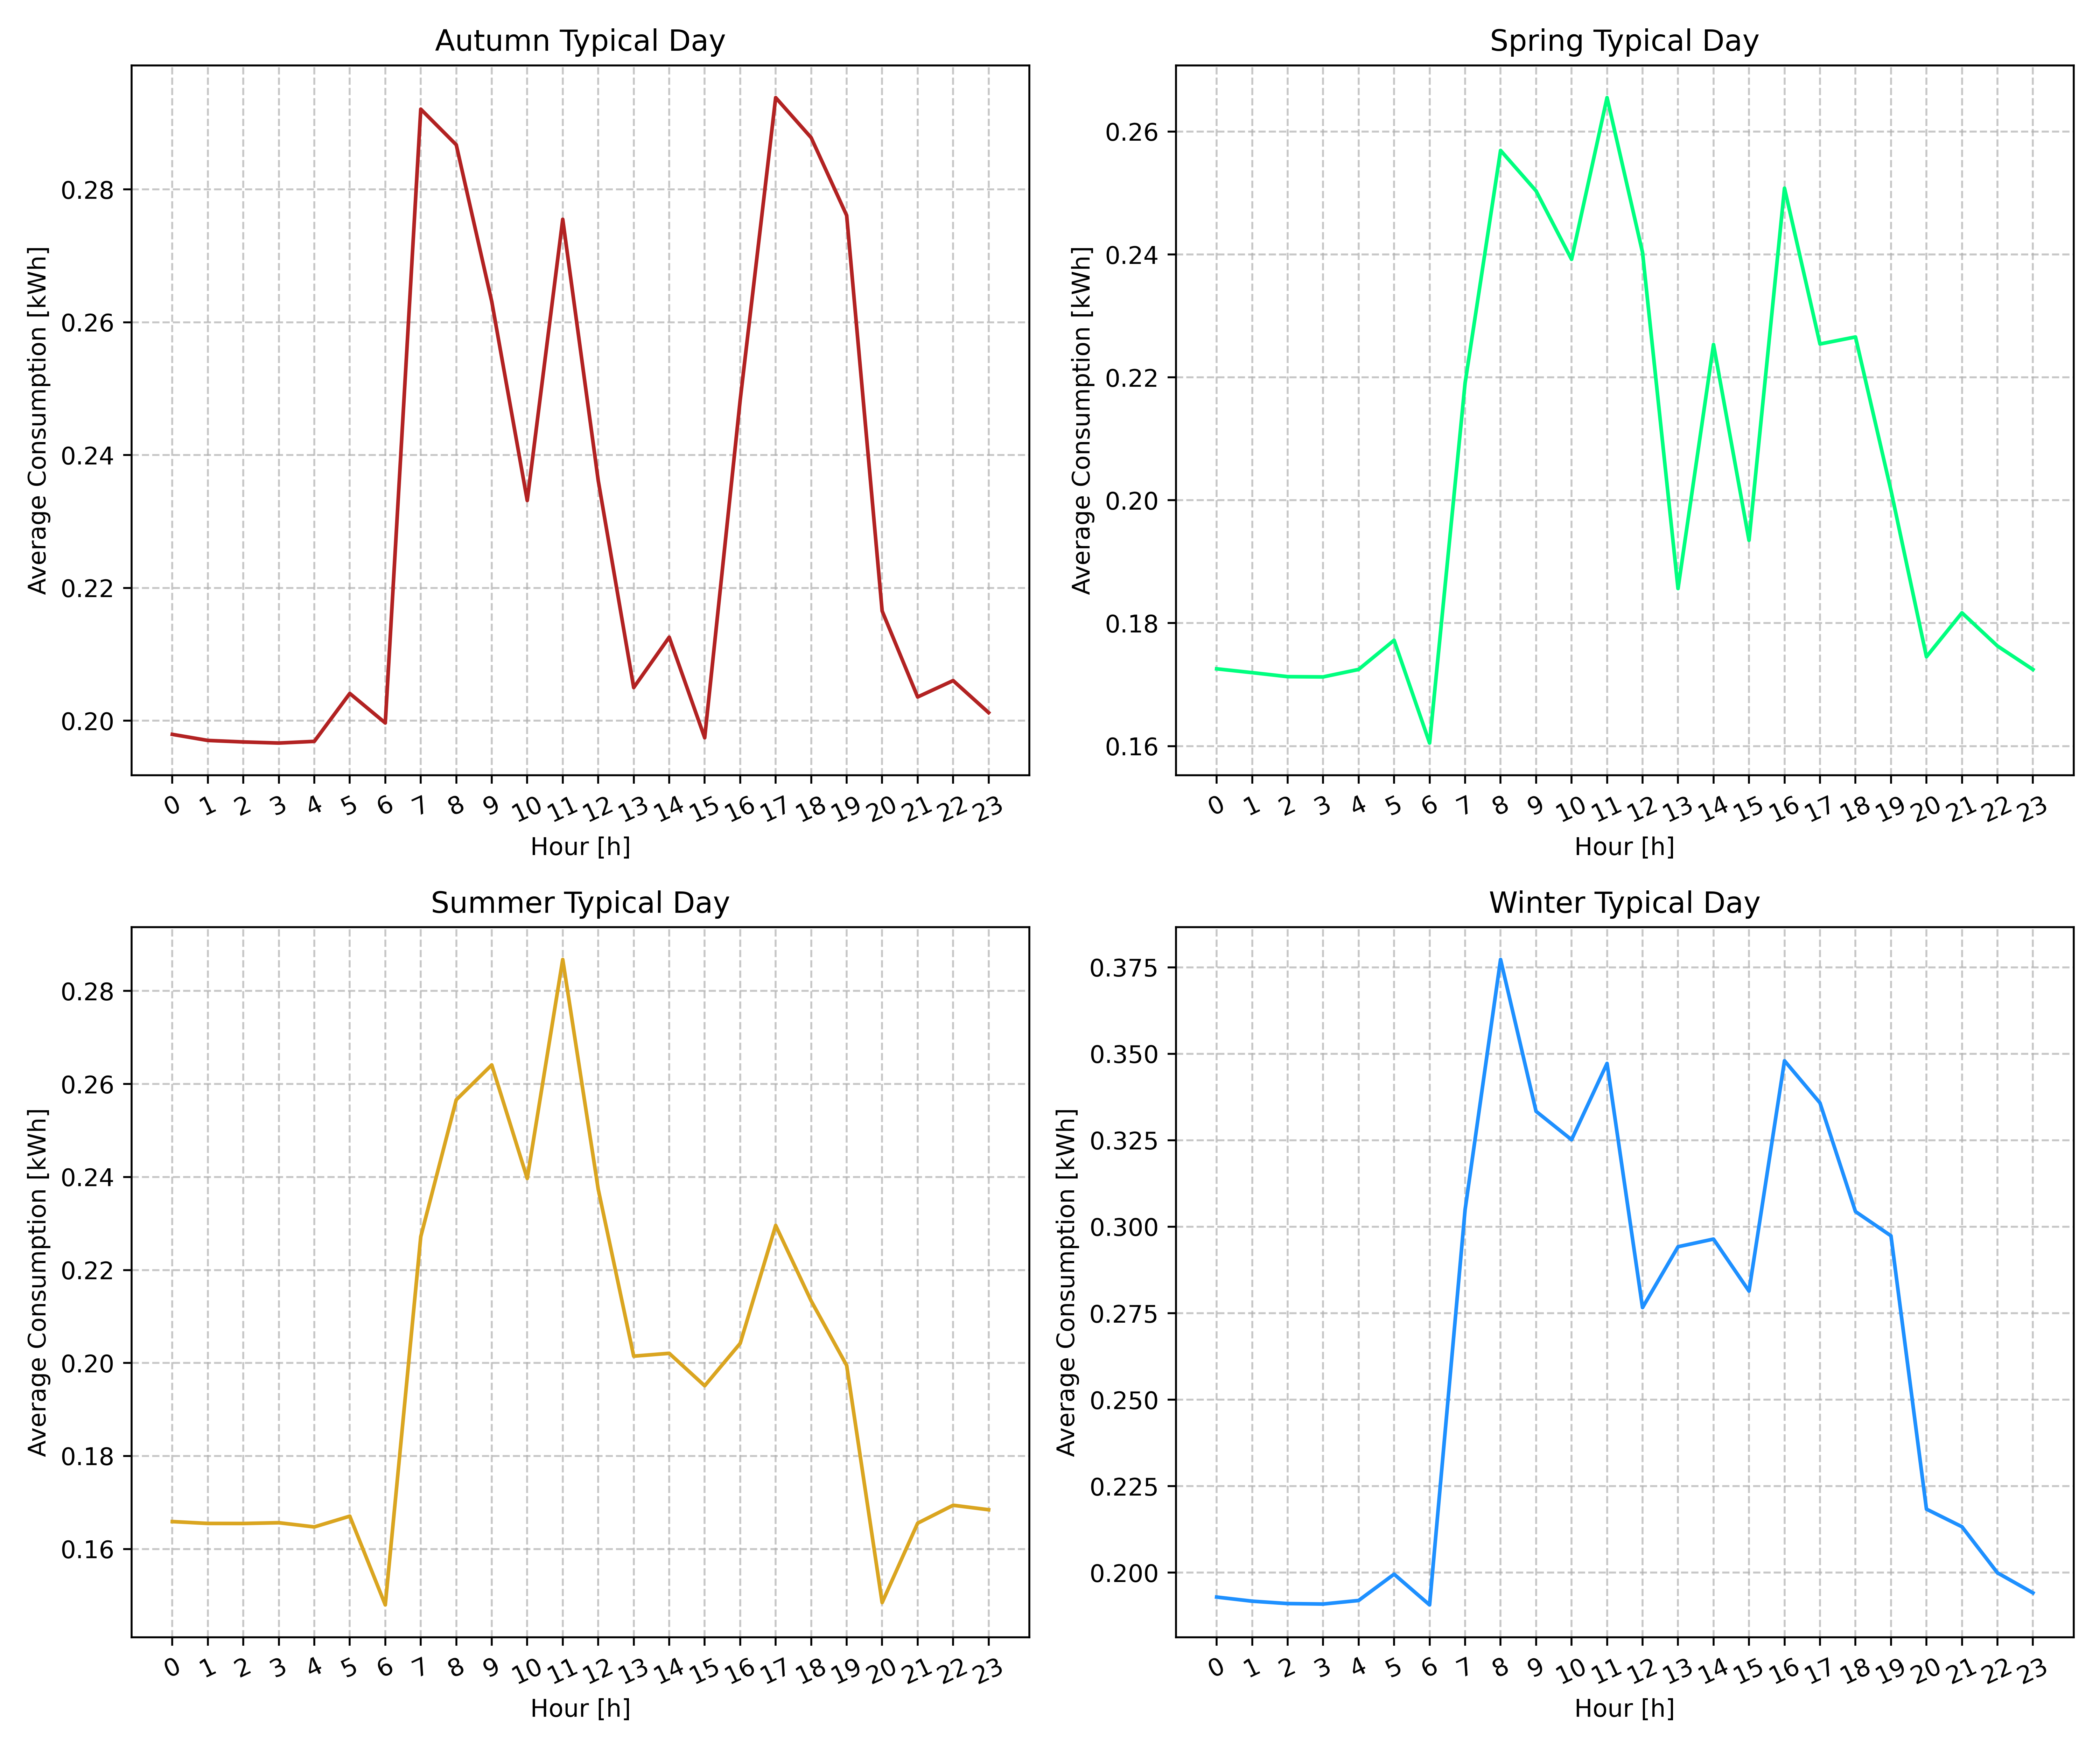 Autumn Typical Day
Average Consumption [kWh]
0.28
0.26
0.24
0.22
0.20
0 1 2 3 4 5 6 7 8 9 10 11 12 13 14 15 16 17 18 19 20 21 22 23
Hour [h]
Spring Typical Day
Average Consumption [kWh]
0.26
0.24
0.22
0.20
0.18
0.16
0 1 2 3 4 5 6 7 8 9 10 11 12 13 14 15 16 17 18 19 20 21 22 23
Hour [h]
Summer Typical Day
Average Consumption [kWh]
0.28
0.26
0.24
0.22
0.20
0.18
0.16
0 1 2 3 4 5 6 7 8 9 10 11 12 13 14 15 16 17 18 19 20 21 22 23
Hour [h]
Winter Typical Day
Average Consumption [kWh]
0.375
0.350
0.325
0.300
0.275
0.250
0.225
0.200
0 1 2 3 4 5 6 7 8 9 10 11 12 13 14 15 16 17 18 19 20 21 22 23
Hour [h]